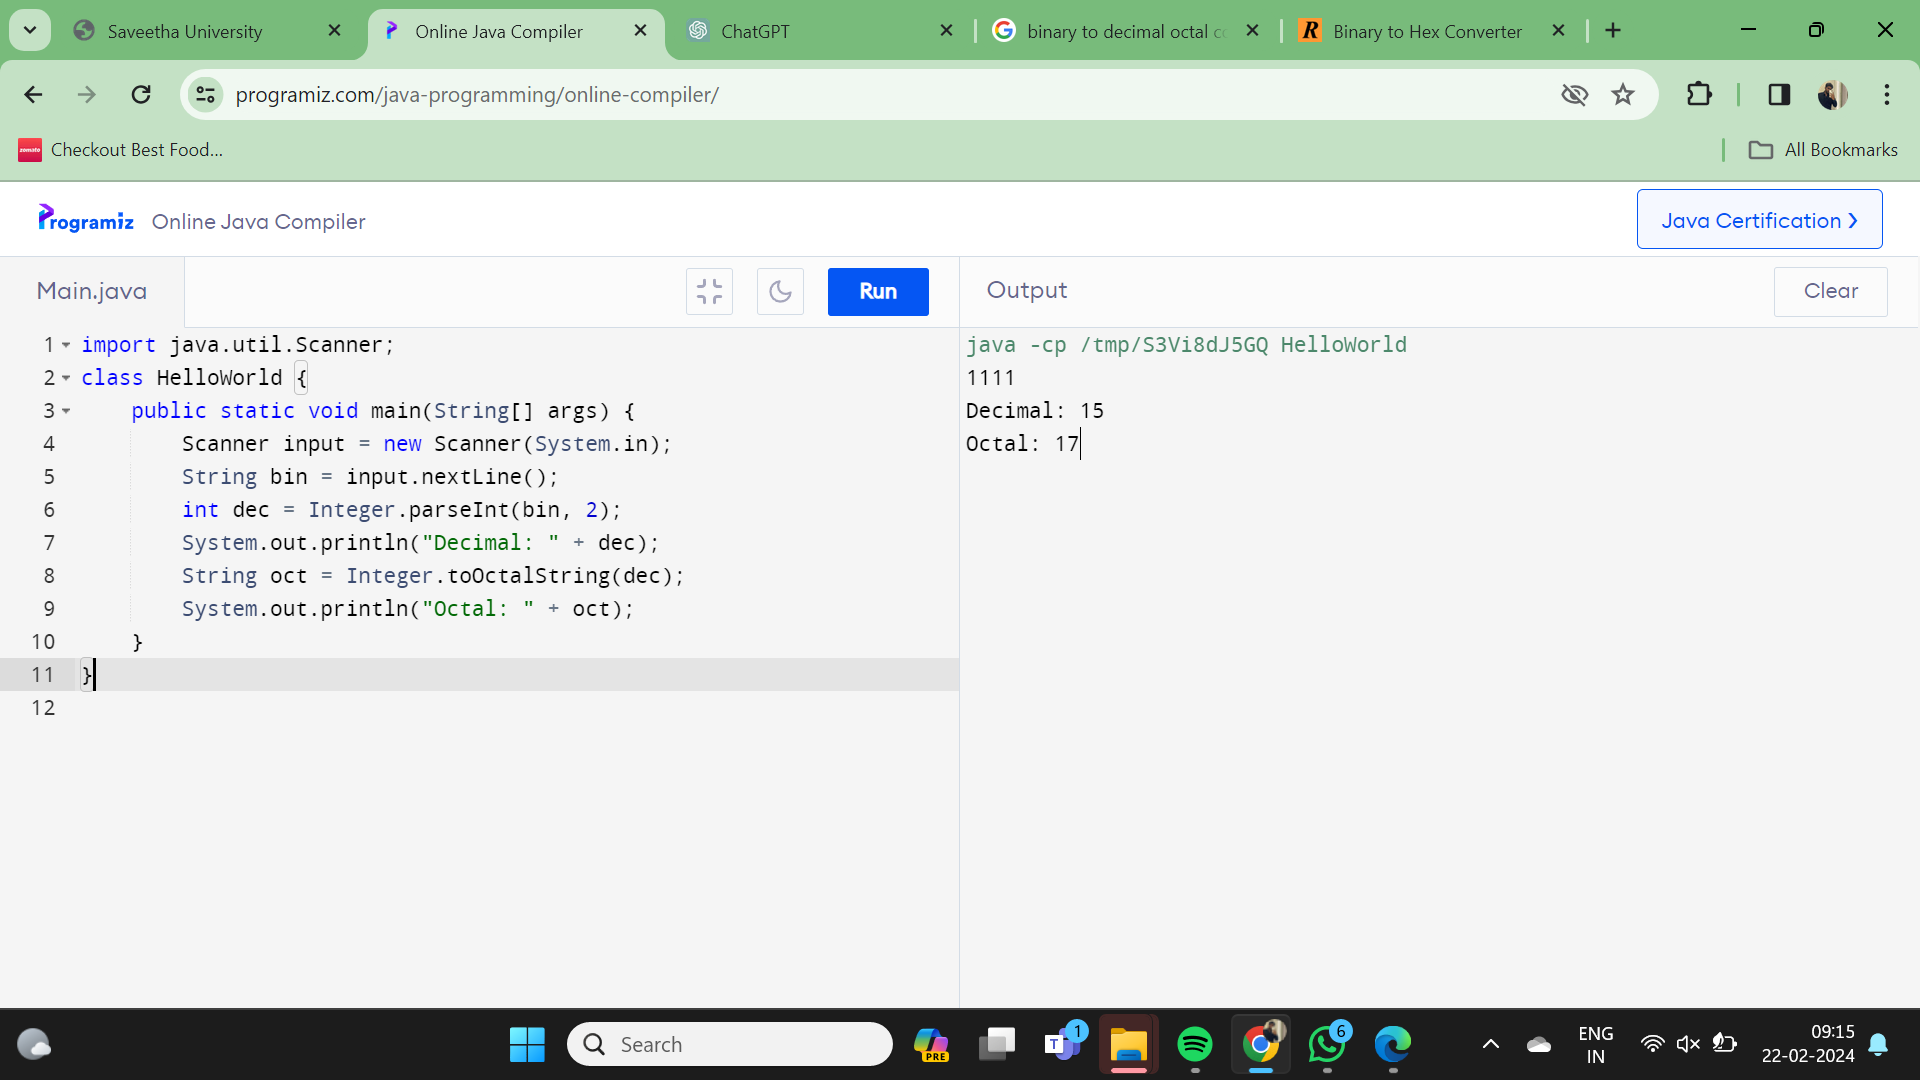 Saveetha University
Online Java Compiler
ChatGPT
binary to decimal octal c
Binary to Hex Converter
programiz.com/java-programming/online-compiler/
zomato
Checkout Best Food...
All Bookmarks
Programiz
Online Java Compiler
Java Certification
Main.java
Run
Output
Clear
1 import java.util.Scanner;
2 class HelloWorld {
3 public static void main(String[] args) {
4 Scanner input = new Scanner(System.in);
5 String bin = input.nextLine();
6 int dec = Integer.parseInt(bin, 2);
7 System.out.println("Decimal: " + dec);
8 String oct = Integer.toOctalString(dec);
9 System.out.println("Octal: " + oct);
10 }
11 }
12
java -cp /tmp/S3Vi8dJ5GQ HelloWorld
1111
Decimal: 15
Octal: 17
Search
PRE
T
1
6
ENG
IN
09:15
22-02-2024